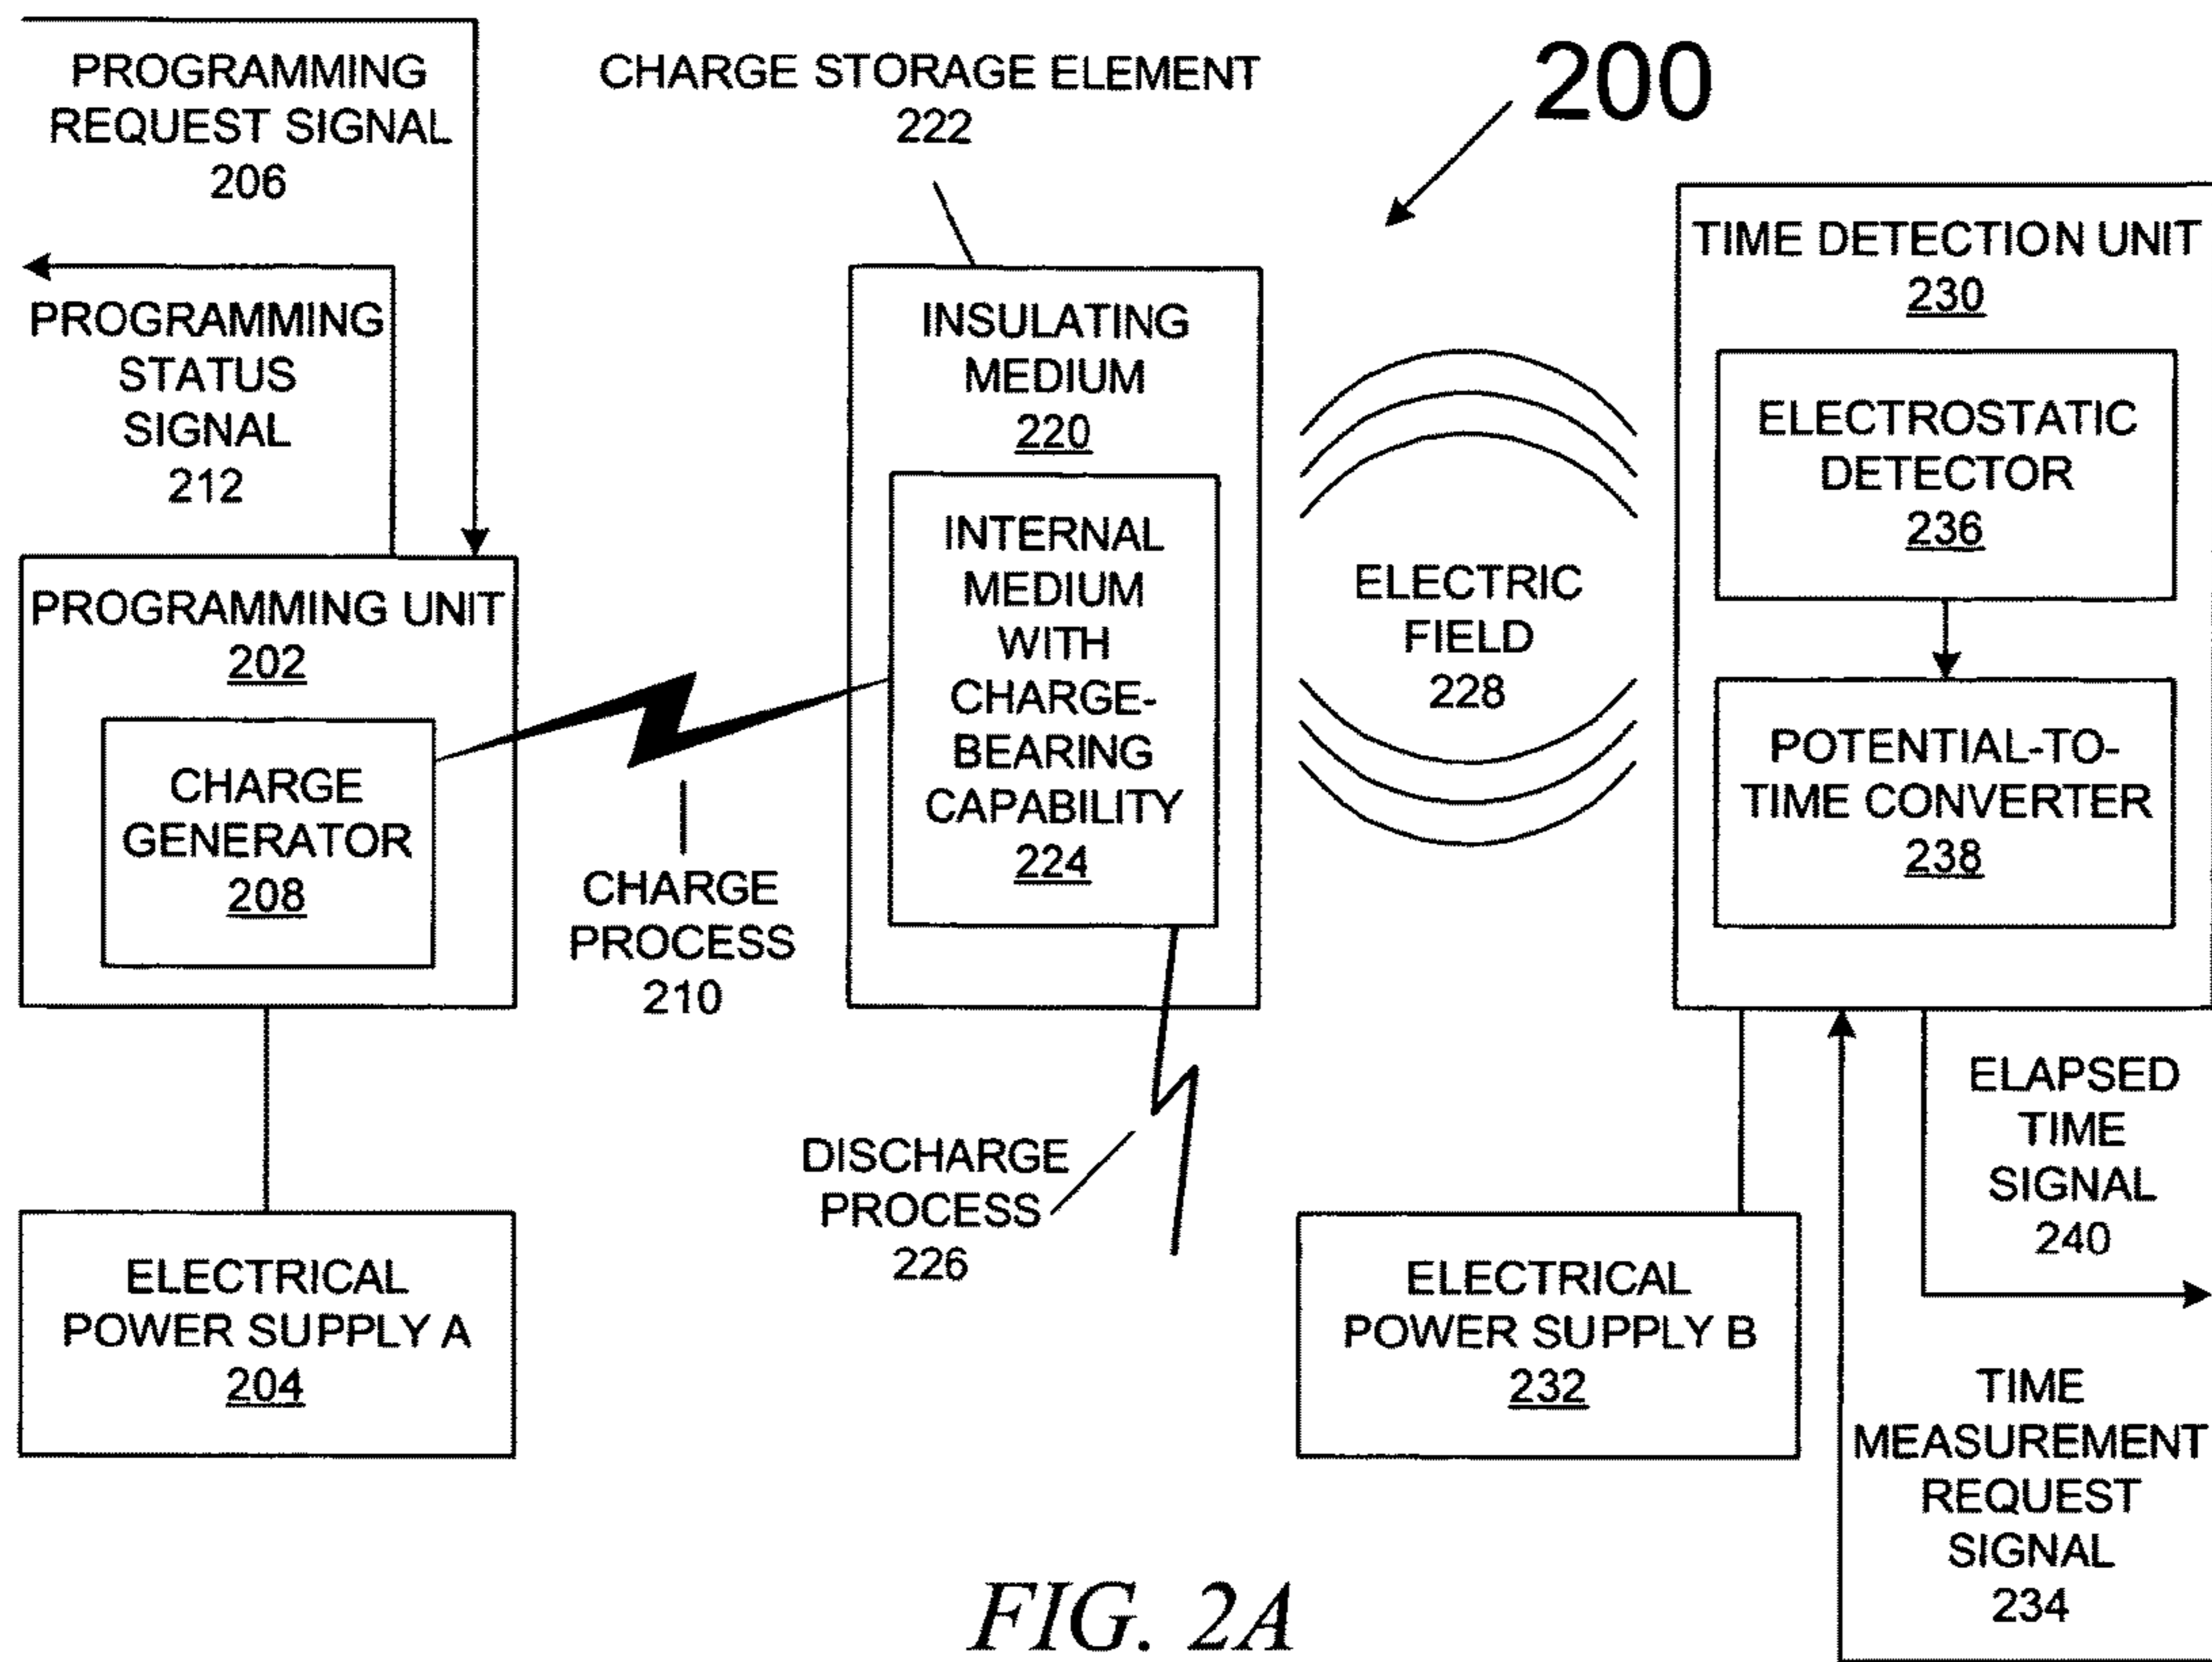 PROGRAMMING
REQUEST SIGNAL
206
PROGRAMMING
STATUS
SIGNAL
212
PROGRAMMING UNIT
202
CHARGE
GENERATOR
208
ELECTRICAL
POWER SUPPLY A
204
CHARGE
PROCESS
210
CHARGE STORAGE ELEMENT
222
INSULATING
MEDIUM
220
INTERNAL
MEDIUM
WITH
CHARGE-
BEARING
CAPABILITY
224
DISCHARGE
PROCESS
226
200
ELECTRIC
FIELD
228
TIME DETECTION UNIT
230
ELECTROSTATIC
DETECTOR
236
POTENTIAL-TO-
TIME CONVERTER
238
ELECTRICAL
POWER SUPPLY B
232
ELAPSED
TIME
SIGNAL
240
TIME
MEASUREMENT
REQUEST
SIGNAL
234
FIG. 2A